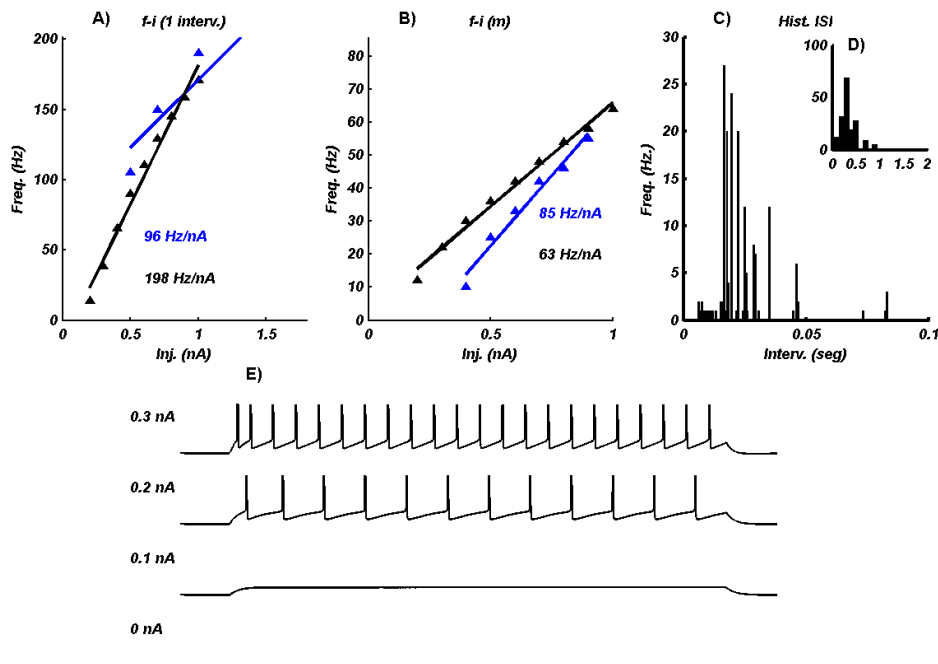 A)
f-i (1 interv.)
200
150
100
50
0
Freq. (Hz)
96 Hz/nA
198 Hz/nA
0
0.5
1
1.5
Inj. (nA)
B)
f-i (m)
80
70
60
50
40
30
20
10
0
Freq. (Hz)
85 Hz/nA
63 Hz/nA
0
0.5
1
Inj. (nA)
C)
Hist. ISI
30
25
20
15
10
5
0
Freq. (Hz.)
0
0.05
0.1
Interv. (seg)
D)
100
50
0
0
0.5
1
2
E)
0.3 nA
0.2 nA
0.1 nA
0 nA